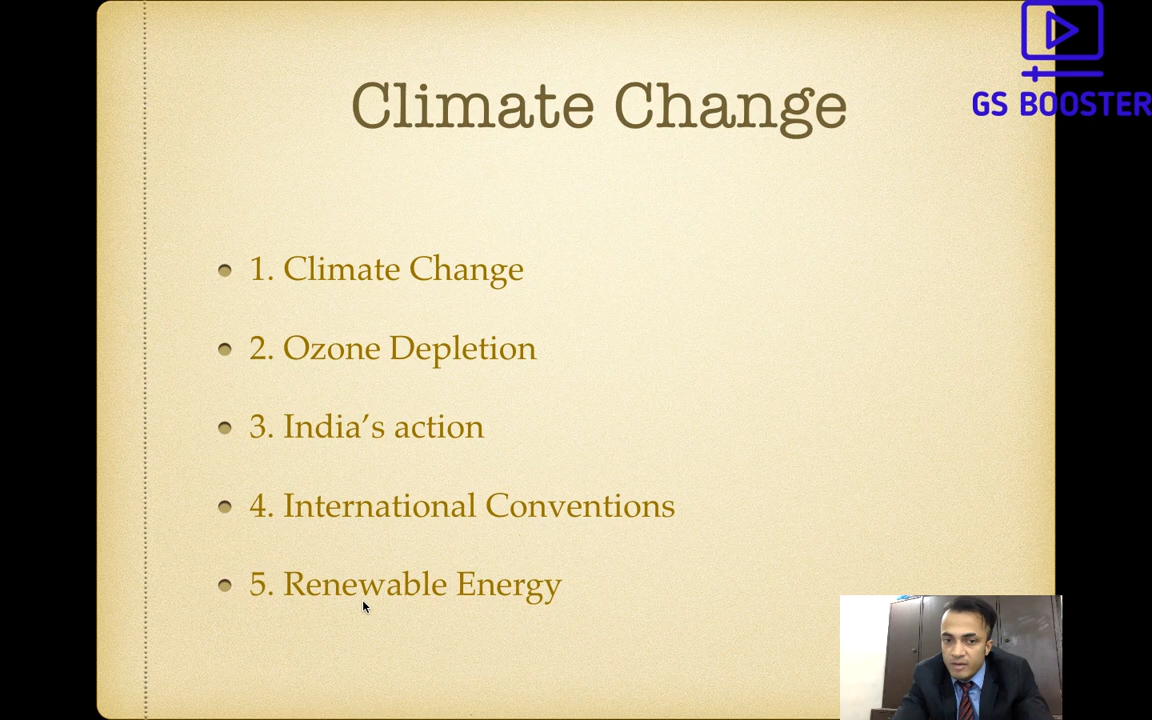 GS BOOSTER
Climate Change
• 1. Climate Change
• 2. Ozone Depletion
• 3. India’s action
• 4. International Conventions
• 5. Renewable Energy